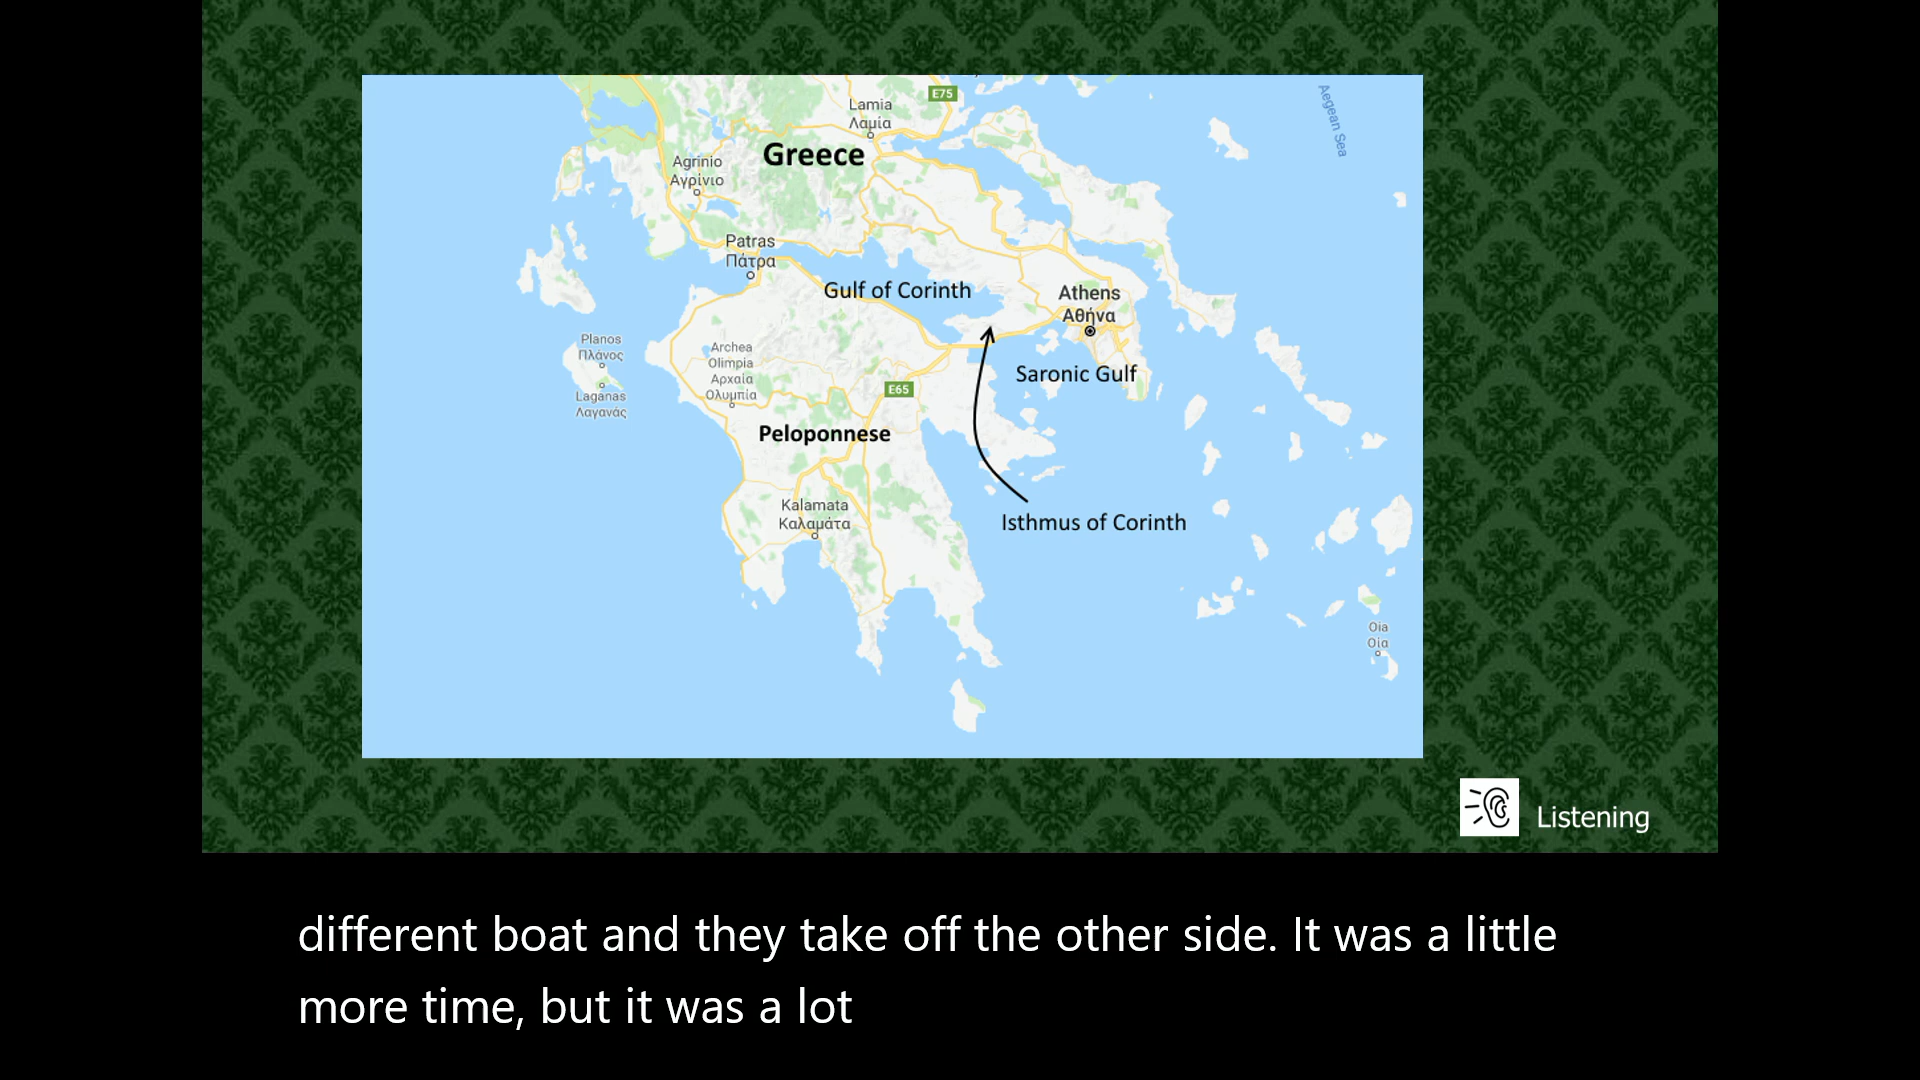 E75
Aegean Sea
Lamia
Λαμία
Greece
Agrinio
Αγρίνιο
Patras
Πάτρα
Gulf of Corinth
Athens
Αθήνα
Planos
Πλάνος
Laganas
Λαγανάς
Archea
Olimpia
Αρχαία
Ολυμπία
E65
Saronic Gulf
Peloponnese
Kalamata
Καλαμάτα
Isthmus of Corinth
Oia
Οία
Listening
different boat and they take off the other side. It was a little
more time, but it was a lot